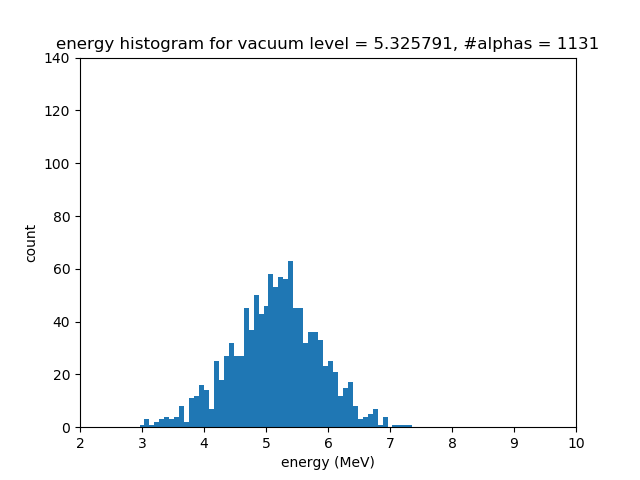 energy histogram for vacuum level = 5.325791, #alphas = 1131
140
120
100
80
60
40
20
0
count
2 3 4 5 6 7 8 9 10
energy (MeV)